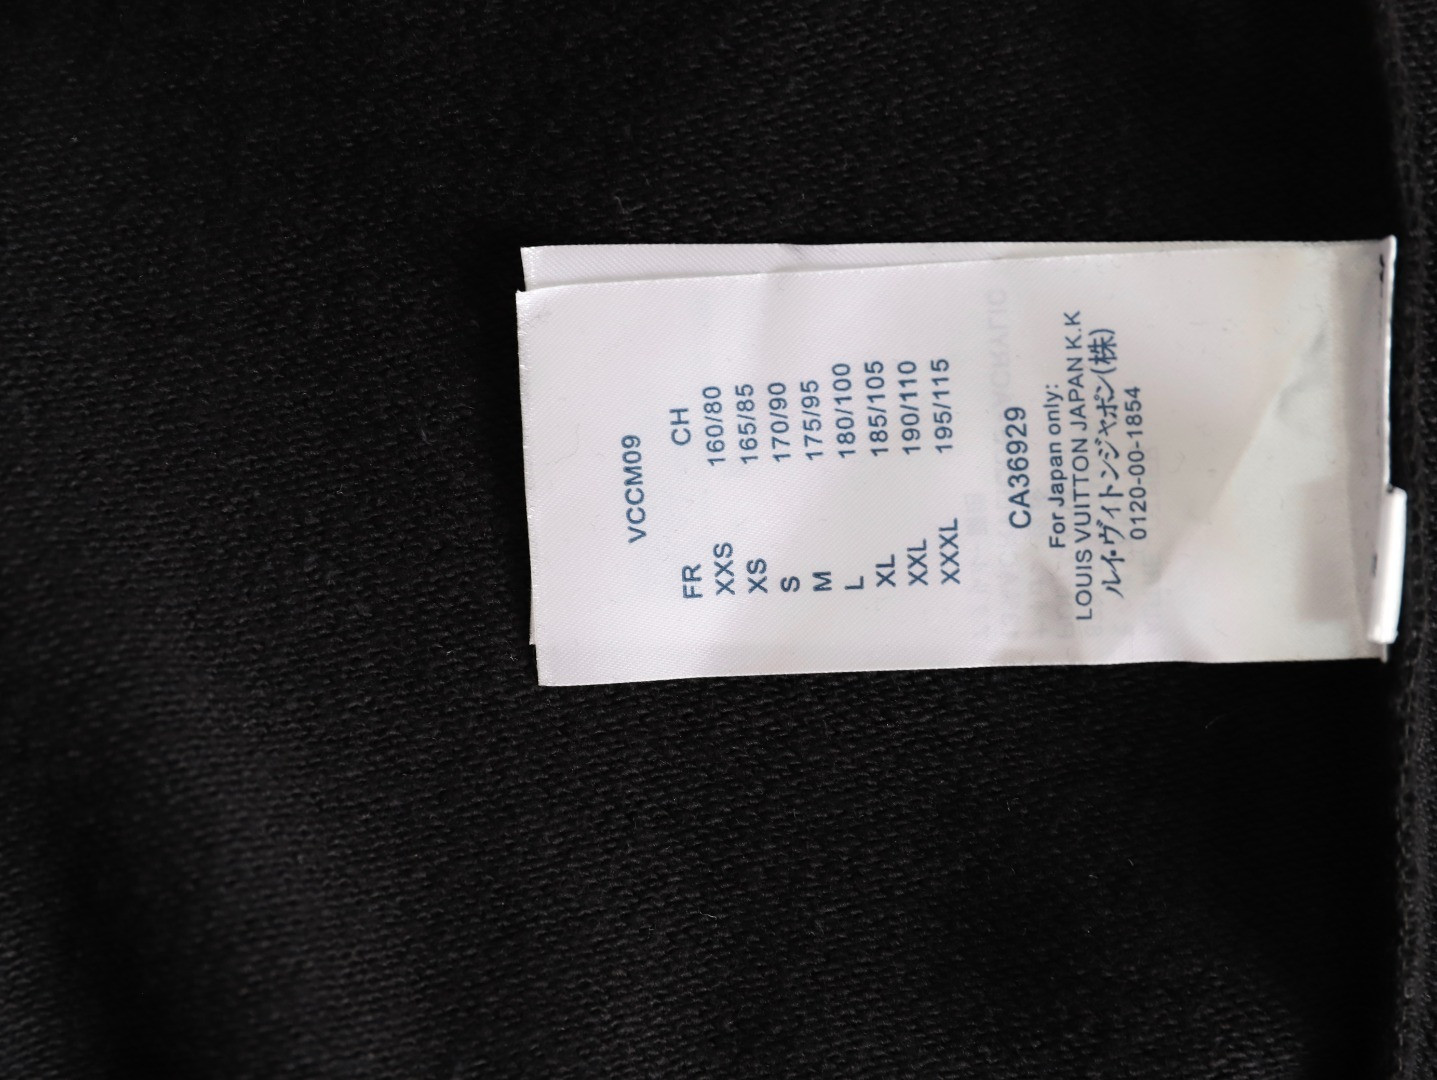 VCCM09
FR CH
XXS 160/80
XS 165/85
S 170/90
M 175/95
L 180/100
XL 185/105
XXL 190/110
XXXL 195/115
CA36929
For Japan only:
LOUIS VUITTON JAPAN K.K
ルイ・ヴィトンジャポン(株)
0120-00-1854